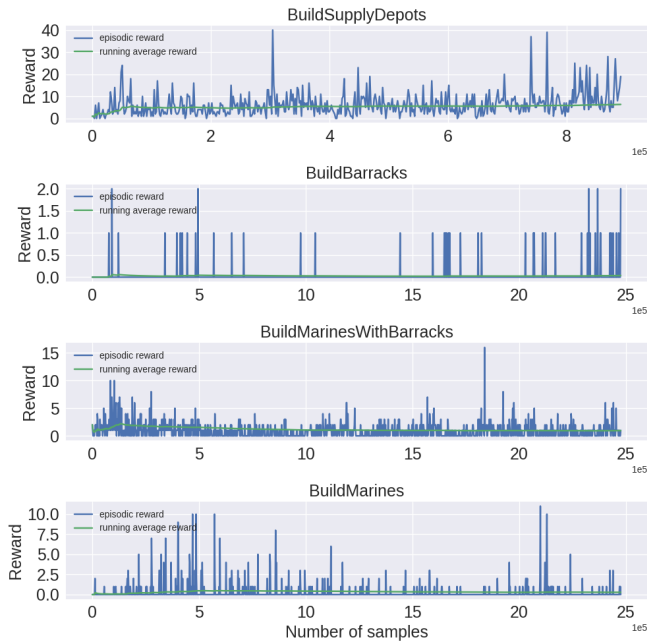 BuildSupplyDepots
40
30
20
10
0
Reward
episodic reward
running average reward
0 2 4 6 8
1e5
BuildBarracks
2.0
1.5
1.0
0.5
0.0
Reward
episodic reward
running average reward
0 5 10 15 20 25
1e5
BuildMarinesWithBarracks
15
10
5
0
Reward
episodic reward
running average reward
0 5 10 15 20 25
1e5
BuildMarines
10.0
7.5
5.0
2.5
0.0
Reward
episodic reward
running average reward
0 5 10 15 20 25
1e5
Number of samples